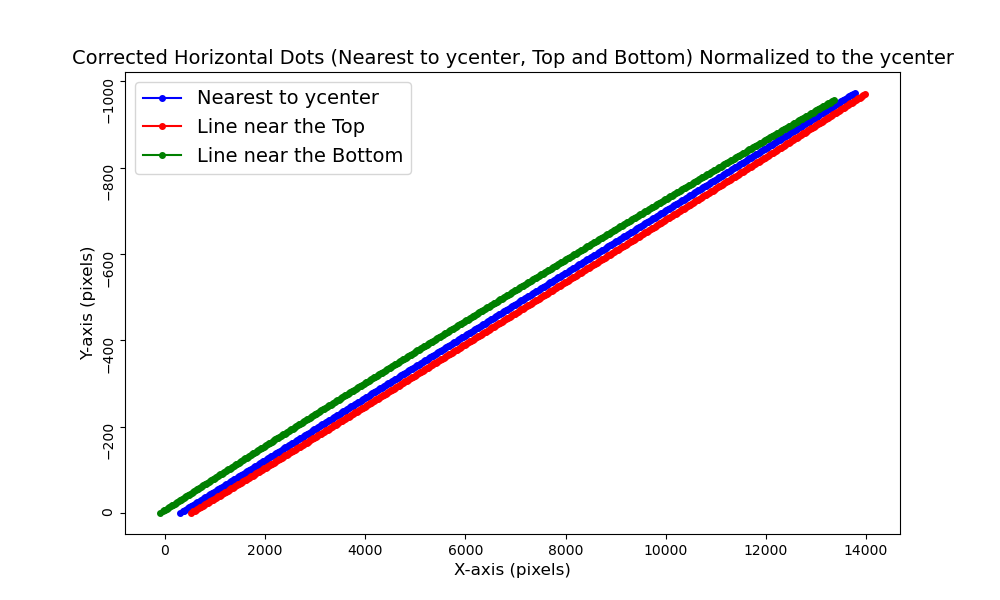 Corrected Horizontal Dots (Nearest to ycenter, Top and Bottom) Normalized to the ycenter
Nearest to ycenter
Line near the Top
Line near the Bottom
Y-axis (pixels)
−1000
−800
−600
−400
−200
0
0 2000 4000 6000 8000 10000 12000 14000
X-axis (pixels)